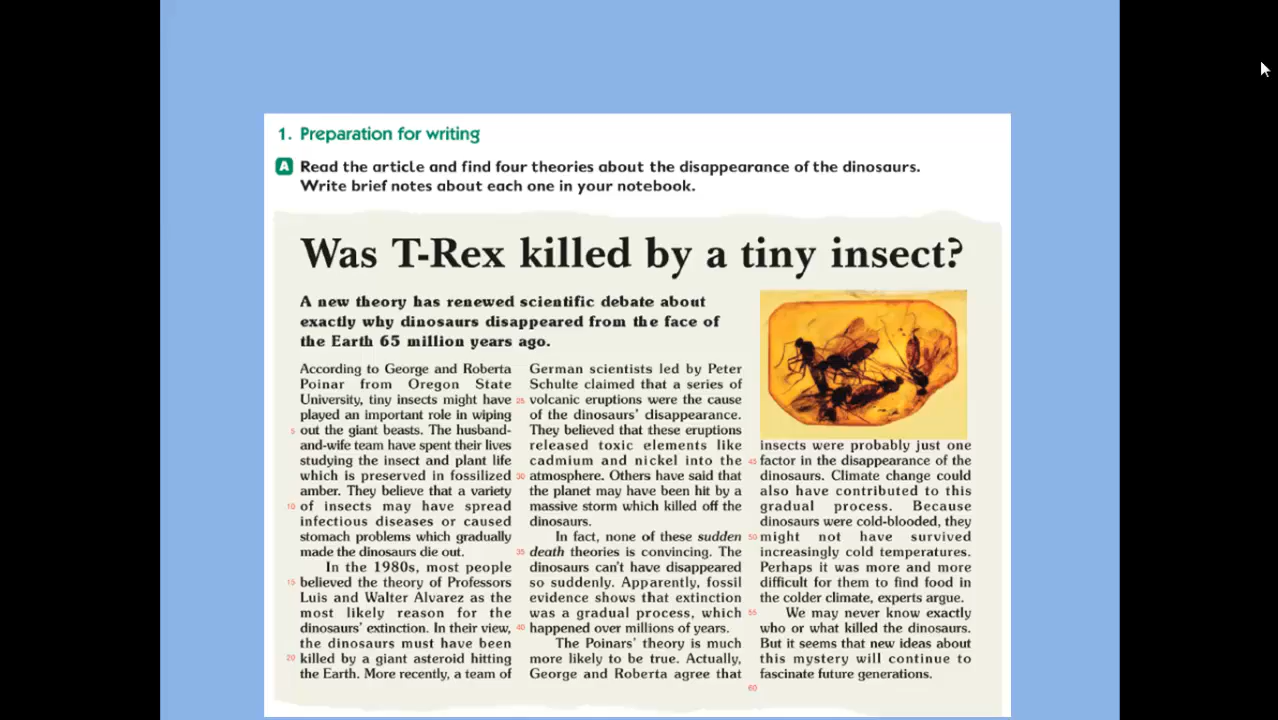 1. Preparation for writing
A Read the article and find four theories about the disappearance of the dinosaurs.
Write brief notes about each one in your notebook.
Was T-Rex killed by a tiny insect?
A new theory has renewed scientific debate about
exactly why dinosaurs disappeared from the face of
the Earth 65 million years ago.
According to George and Roberta
Poinar from Oregon State
University, tiny insects might have
played an important role in wiping
5 out the giant beasts. The husband-
and-wife team have spent their lives
studying the insect and plant life
which is preserved in fossilized
amber. They believe that a variety
10 of insects may have spread
infectious diseases or caused
stomach problems which gradually
made the dinosaurs die out.
In the 1980s, most people
15 believed the theory of Professors
Luis and Walter Alvarez as the
most likely reason for the
dinosaurs' extinction. In their view,
the dinosaurs must have been
20 killed by a giant asteroid hitting
the Earth. More recently, a team of
German scientists led by Peter
Schulte claimed that a series of
25 volcanic eruptions were the cause
of the dinosaurs' disappearance.
They believed that these eruptions
released toxic elements like
cadmium and nickel into the
30 atmosphere. Others have said that
the planet may have been hit by a
massive storm which killed off the
dinosaurs.
In fact, none of these sudden
35 death theories is convincing. The
dinosaurs can't have disappeared
so suddenly. Apparently, fossil
evidence shows that extinction
was a gradual process, which
40 happened over millions of years.
The Poinars' theory is much
more likely to be true. Actually,
George and Roberta agree that
insects were probably just one
45 factor in the disappearance of the
dinosaurs. Climate change could
also have contributed to this
gradual process. Because
dinosaurs were cold-blooded, they
50 might not have survived
increasingly cold temperatures.
Perhaps it was more and more
difficult for them to find food in
the colder climate, experts argue.
55 We may never know exactly
who or what killed the dinosaurs.
But it seems that new ideas about
this mystery will continue to
fascinate future generations.
60